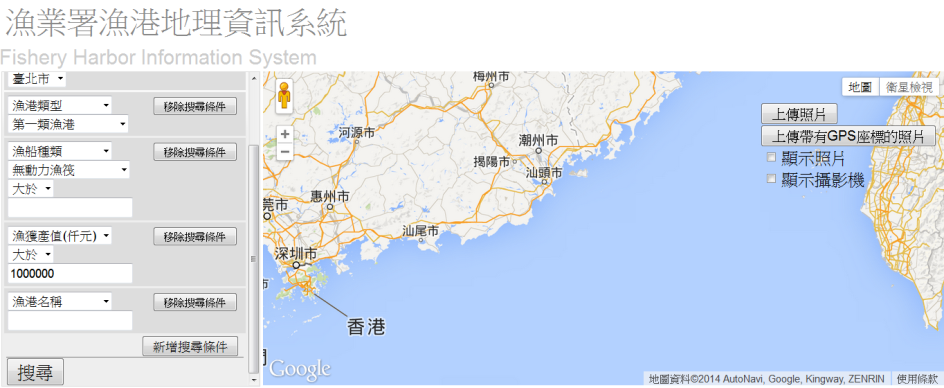 漁業署漁港地理資訊系統
Fishery Harbor Information System
臺北市
漁港類型 移除搜尋條件
第一類漁港
漁船種類 移除搜尋條件
無動力漁筏
大於
漁獲產值(仟元) 移除搜尋條件
大於
1000000
漁港名稱 移除搜尋條件
新增搜尋條件
搜尋
地圖 衛星檢視
上傳照片
上傳帶有GPS座標的照片
顯示照片
顯示攝影機
+
−
梅州市
河源市
潮州市
揭陽市
汕頭市
惠州市
莞市
汕尾市
深圳市
香港
Google
地圖資料©2014 AutoNavi, Google, Kingway, ZENRIN 使用條款